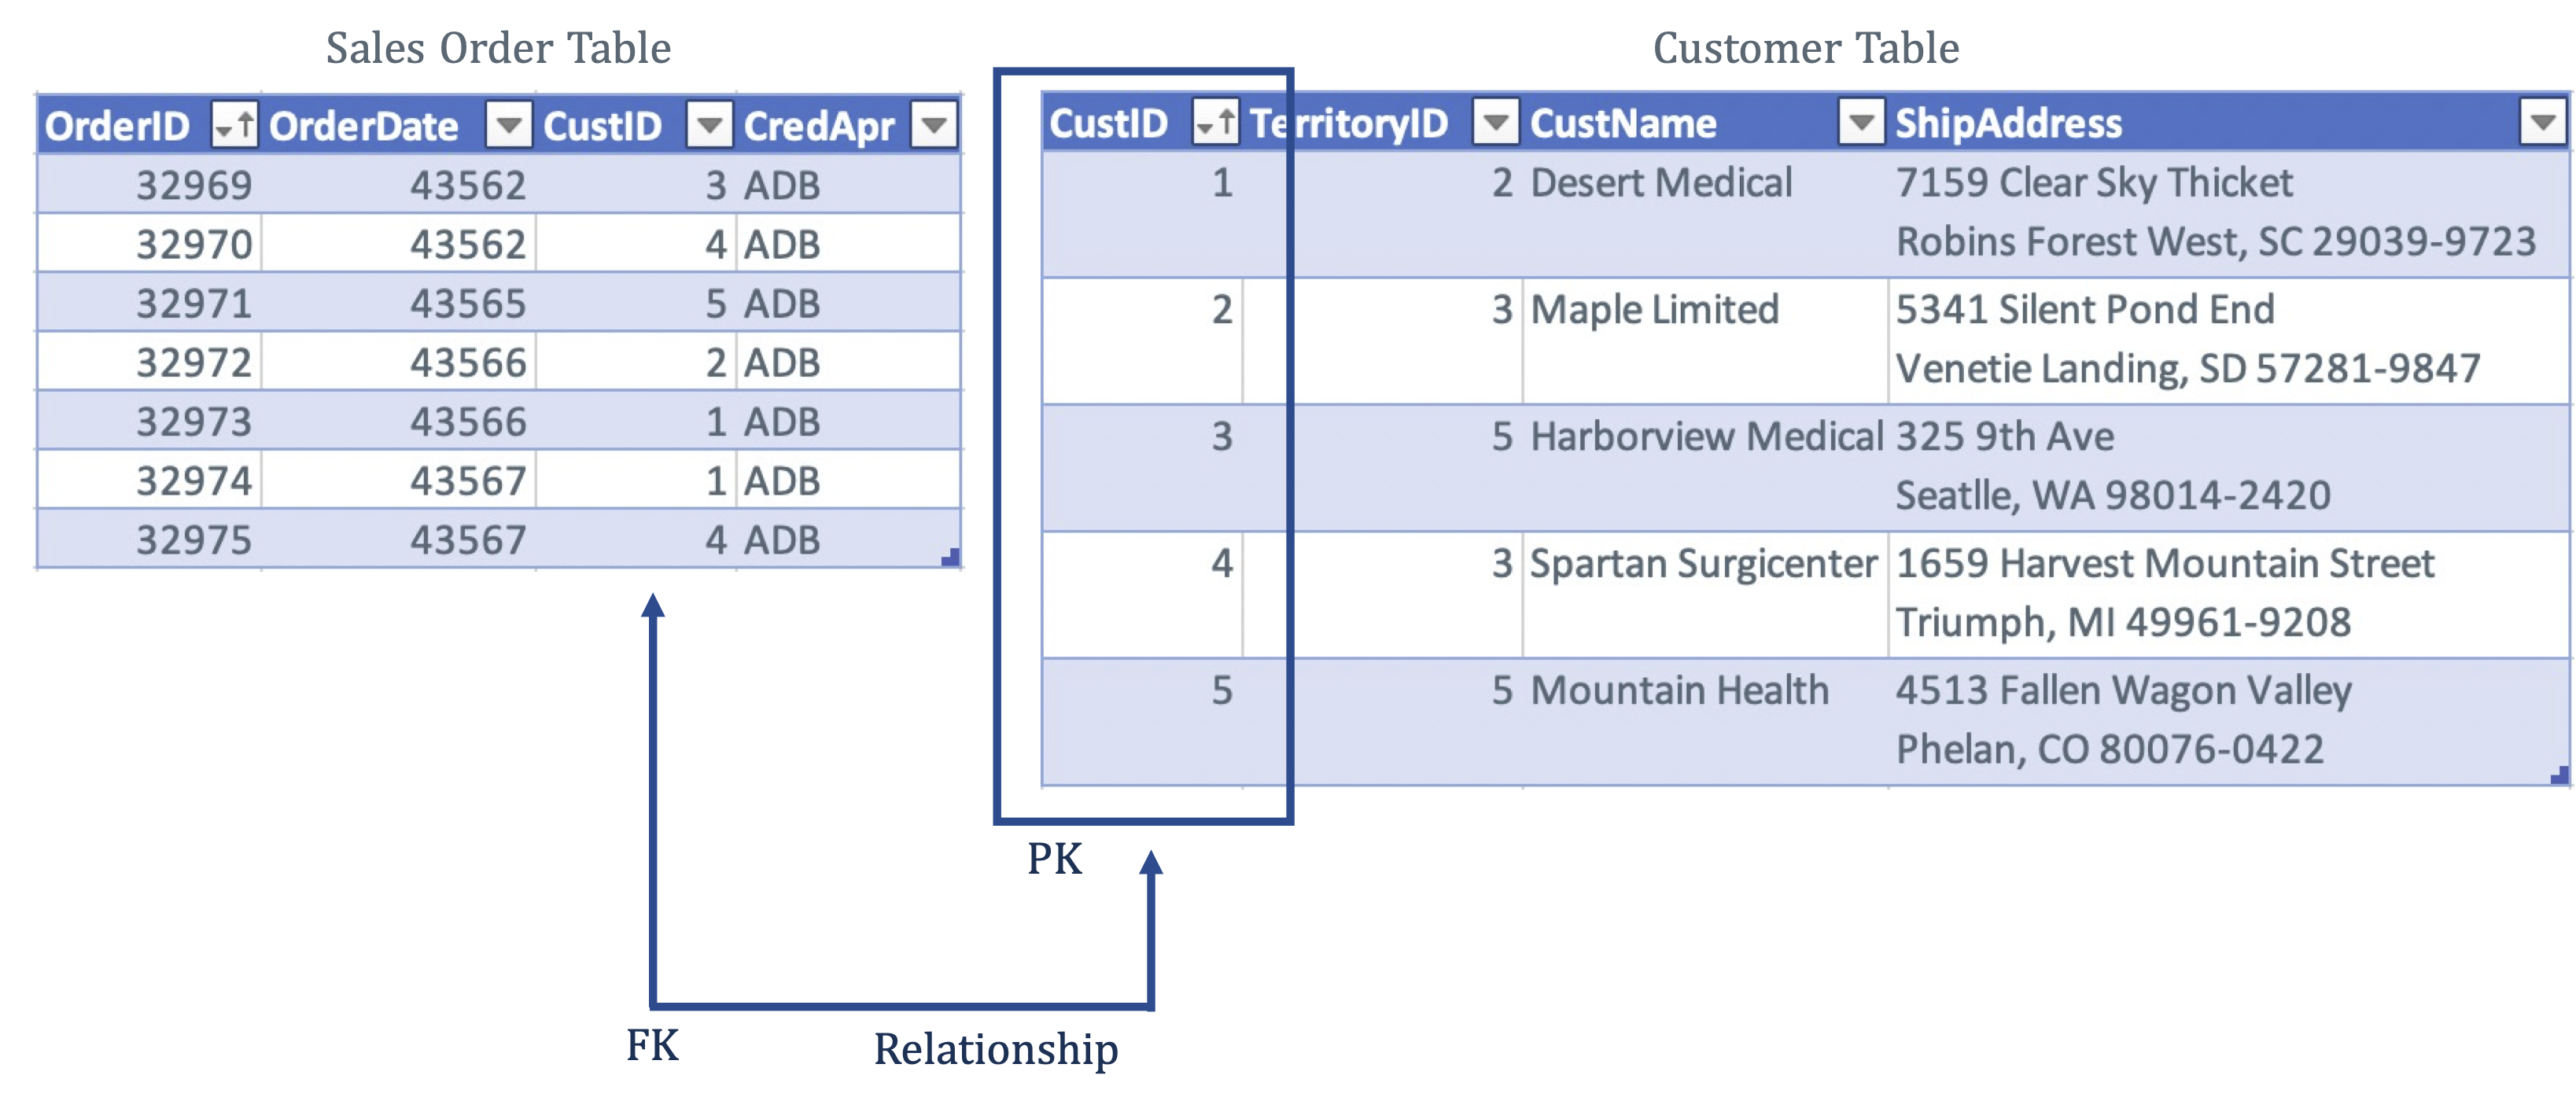 Sales Order Table
OrderID OrderDate CustID CredApr
32969 43562 3 ADB
32970 43562 4 ADB
32971 43565 5 ADB
32972 43566 2 ADB
32973 43566 1 ADB
32974 43567 1 ADB
32975 43567 4 ADB
Customer Table
CustID TerritoryID CustName ShipAddress
1 2 Desert Medical 7159 Clear Sky Thicket
Robins Forest West, SC 29039-9723
2 3 Maple Limited 5341 Silent Pond End
Venetie Landing, SD 57281-9847
3 5 Harborview Medical 325 9th Ave
Seatlle, WA 98014-2420
4 3 Spartan Surgicenter 1659 Harvest Mountain Street
Triumph, MI 49961-9208
5 5 Mountain Health 4513 Fallen Wagon Valley
Phelan, CO 80076-0422
PK
FK
Relationship